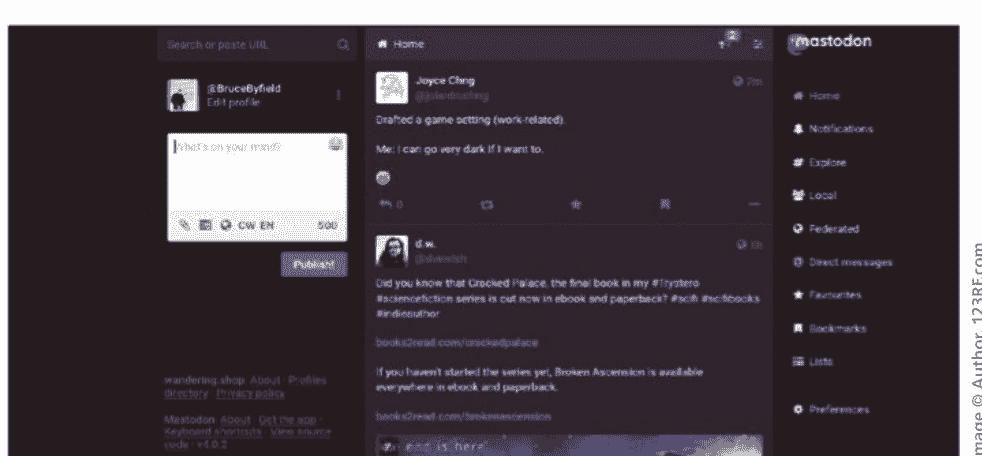 Search or paste URL
@BruceByfield
Edit profile
What's on your mind?
CW EN 500
Publish!
wandering.shop: About · Profiles
directory · Privacy policy
Mastodon: About · Get the app ·
Keyboard shortcuts · View source
code · v4.0.2
Home
2
Joyce Chng
2m
Drafted a game setting (work-related).
Me: I can go very dark if I want to.
0
d.w.
Did you know that Crooked Palace, the final book in my #Trystero
#sciencefiction series is out now in ebook and paperback? #scifi #scifibooks
#indieauthor
books2read.com/crookedpalace
If you haven't started the series yet, Broken Ascension is available
everywhere in ebook and paperback.
books2read.com/brokenascension
is here
mastodon
Home
Notifications
Explore
Local
Federated
Direct messages
Favourites
Bookmarks
Lists
Preferences
Image © Author, 123RF.com